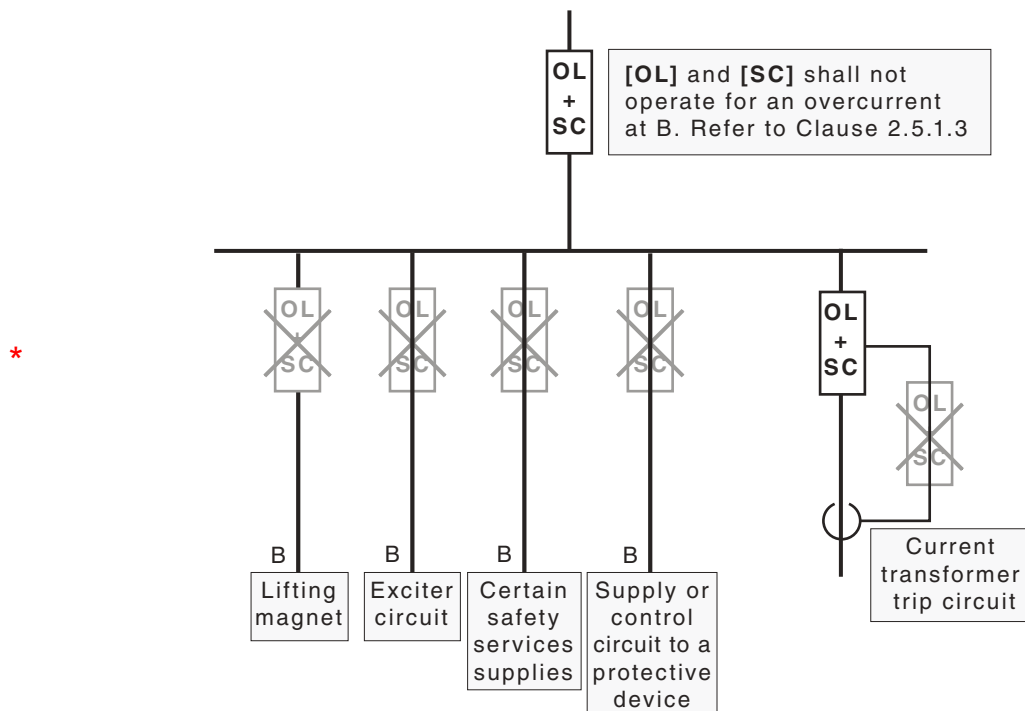 OL
+
SC
[OL] and [SC] shall not
operate for an overcurrent
at B. Refer to Clause 2.5.1.3
OL
+
SC
OL
SC
OL
SC
OL
SC
OL
+
SC
OL
SC
*
B
B
B
B
Lifting
magnet
Exciter
circuit
Certain
safety
services
supplies
Supply or
control
circuit to a
protective
device
Current
transformer
trip circuit